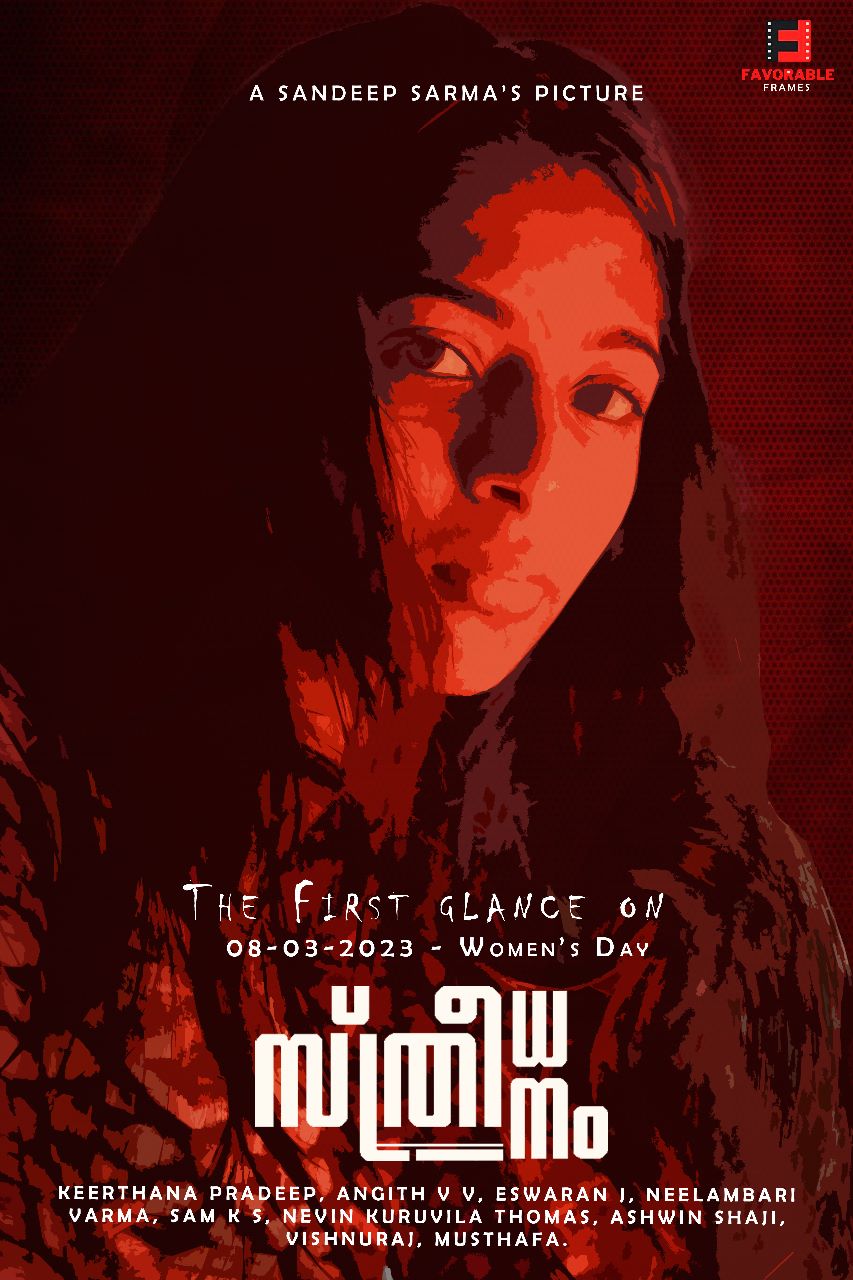 A SANDEEP SARMA'S PICTURE
FAVORABLE
FRAMES
THE FIRST GLANCE ON
08-03-2023 - WOMEN'S DAY
സ്ത്രീധനം
KEERTHANA PRADEEP, ANGITH V V, ESWARAN J, NEELAMBARI
VARMA, SAM K S, NEVIN KURUVILA THOMAS, ASHWIN SHAJI,
VISHNURAJ, MUSTHAFA.